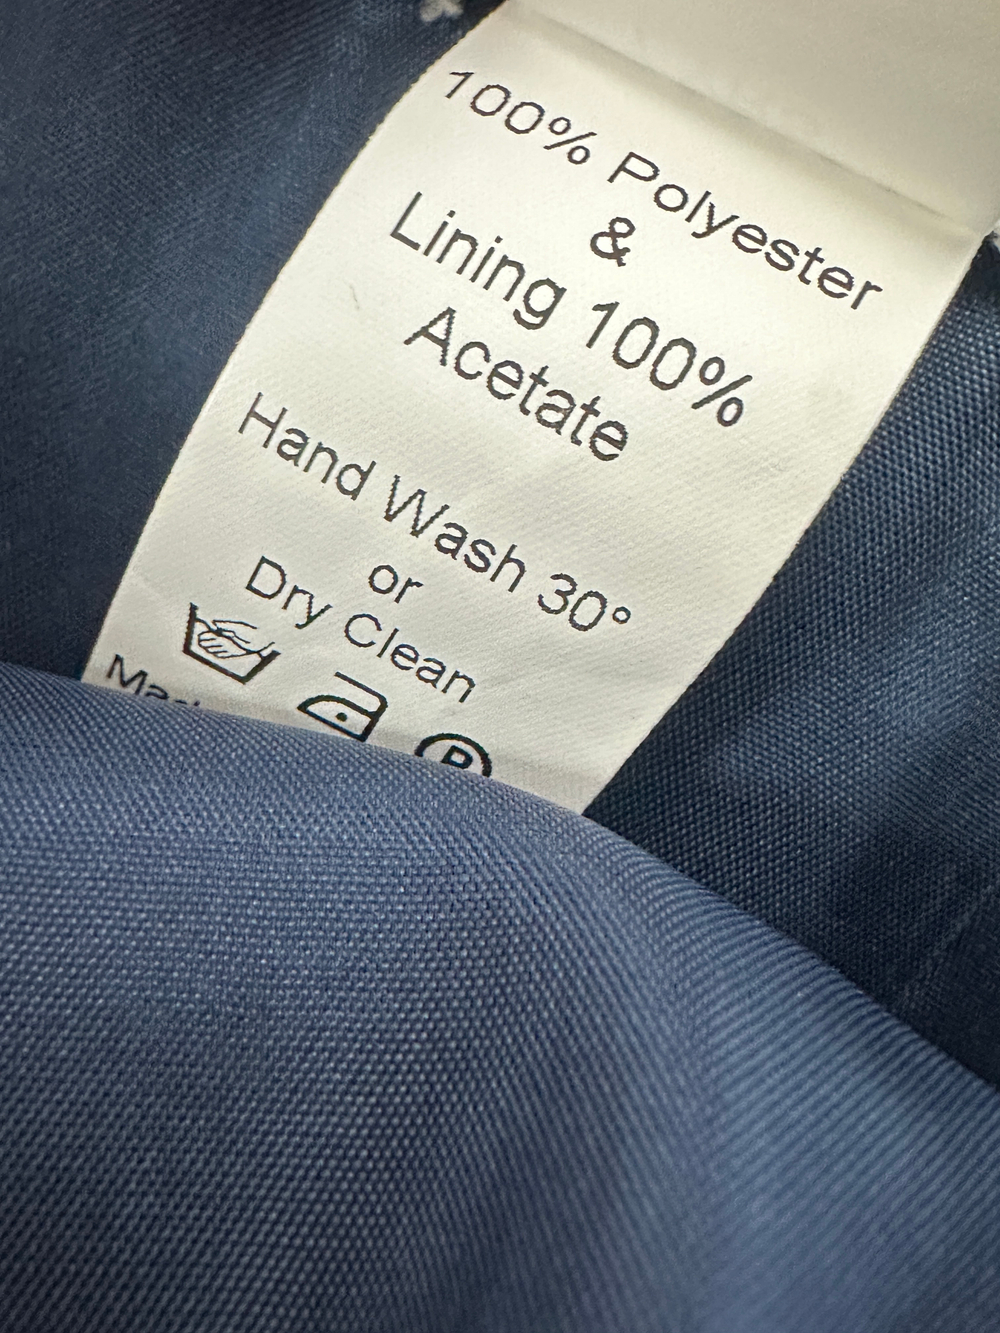 100% Polyester
&
Lining 100%
Acetate
Hand Wash 30°
or
Dry Clean
P